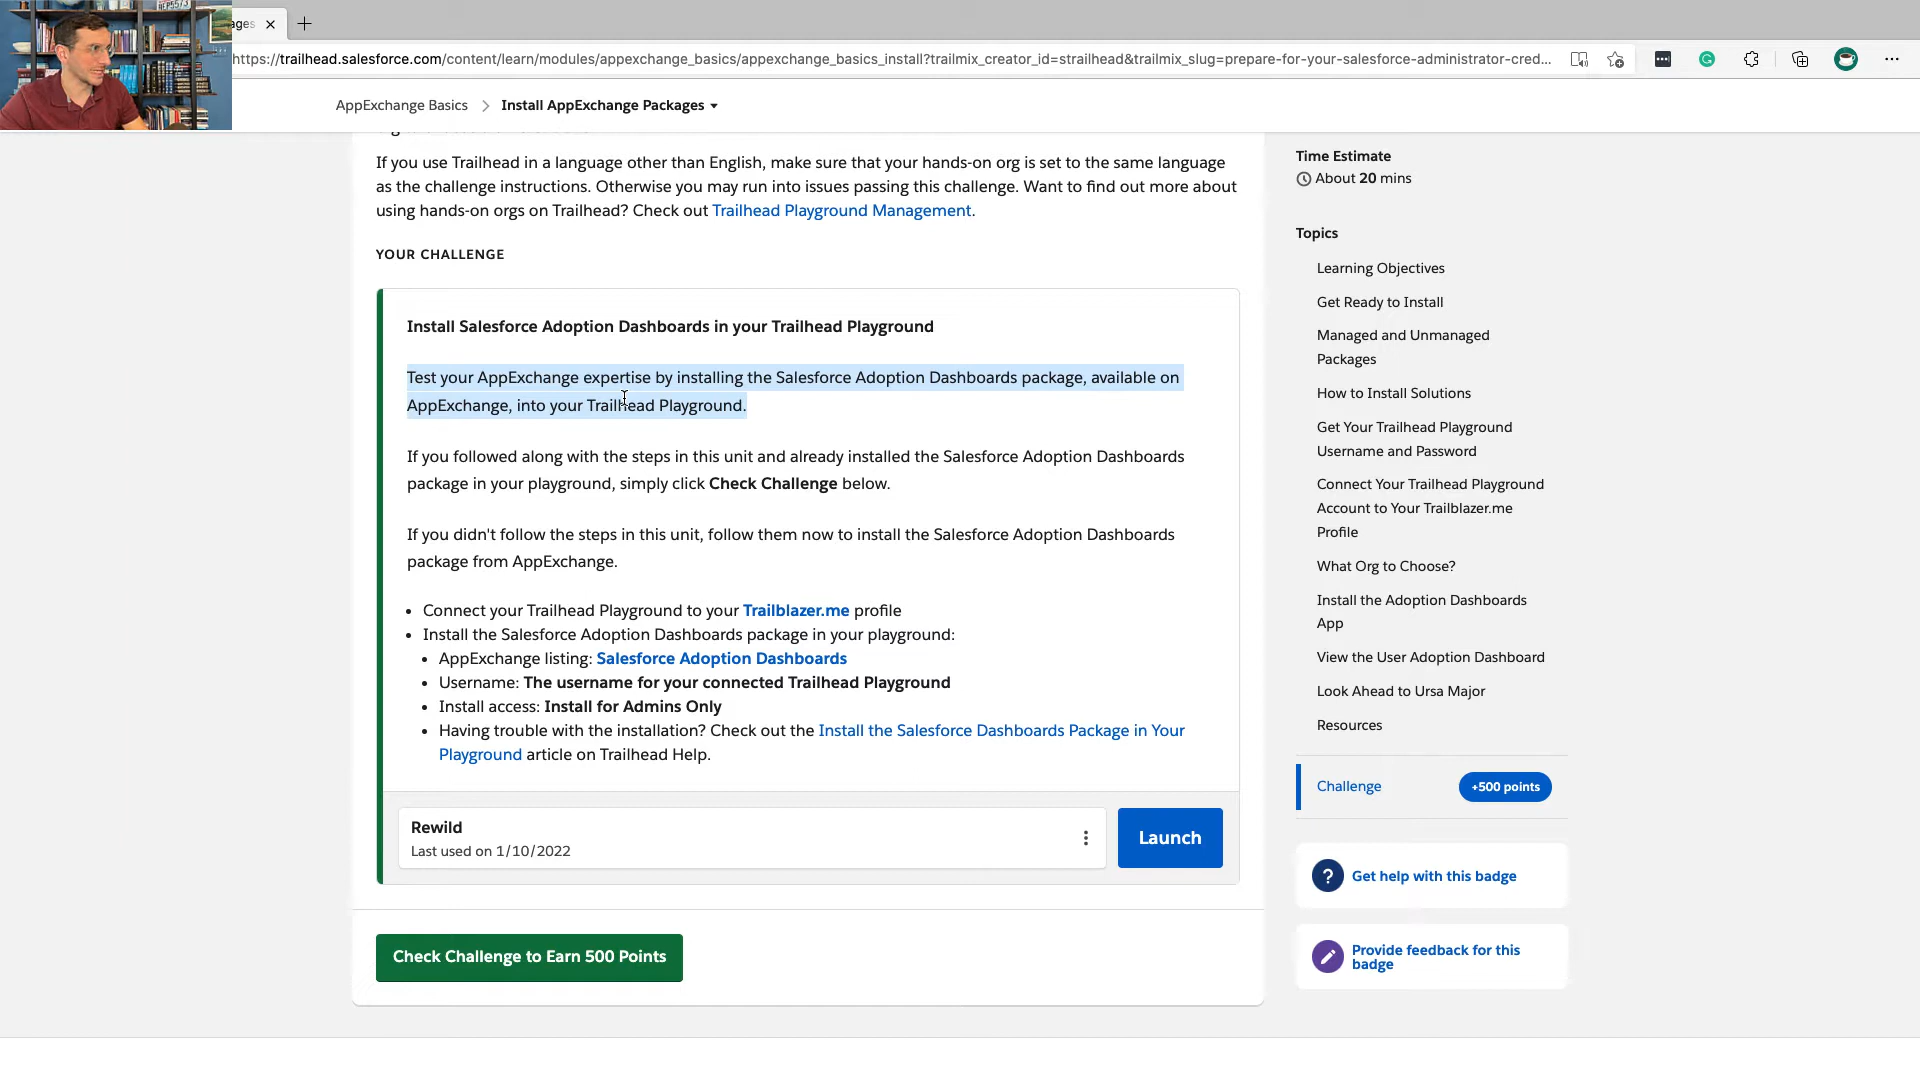 ages
https://trailhead.salesforce.com/content/learn/modules/appexchange_basics/appexchange_basics_install?trailmix_creator_id=strailhead&trailmix_slug=prepare-for-your-salesforce-administrator-cred...
AppExchange Basics
Install AppExchange Packages
If you use Trailhead in a language other than English, make sure that your hands-on org is set to the same language
as the challenge instructions. Otherwise you may run into issues passing this challenge. Want to find out more about
using hands-on orgs on Trailhead? Check out Trailhead Playground Management.
YOUR CHALLENGE
Install Salesforce Adoption Dashboards in your Trailhead Playground
Test your AppExchange expertise by installing the Salesforce Adoption Dashboards package, available on
AppExchange, into your Trailhead Playground.
If you followed along with the steps in this unit and already installed the Salesforce Adoption Dashboards
package in your playground, simply click Check Challenge below.
If you didn't follow the steps in this unit, follow them now to install the Salesforce Adoption Dashboards
package from AppExchange.
• Connect your Trailhead Playground to your Trailblazer.me profile
• Install the Salesforce Adoption Dashboards package in your playground:
• AppExchange listing: Salesforce Adoption Dashboards
• Username: The username for your connected Trailhead Playground
• Install access: Install for Admins Only
• Having trouble with the installation? Check out the Install the Salesforce Dashboards Package in Your
Playground article on Trailhead Help.
Rewild
Last used on 1/10/2022
Launch
Check Challenge to Earn 500 Points
Time Estimate
About 20 mins
Topics
Learning Objectives
Get Ready to Install
Managed and Unmanaged
Packages
How to Install Solutions
Get Your Trailhead Playground
Username and Password
Connect Your Trailhead Playground
Account to Your Trailblazer.me
Profile
What Org to Choose?
Install the Adoption Dashboards
App
View the User Adoption Dashboard
Look Ahead to Ursa Major
Resources
Challenge
+500 points
Get help with this badge
Provide feedback for this
badge